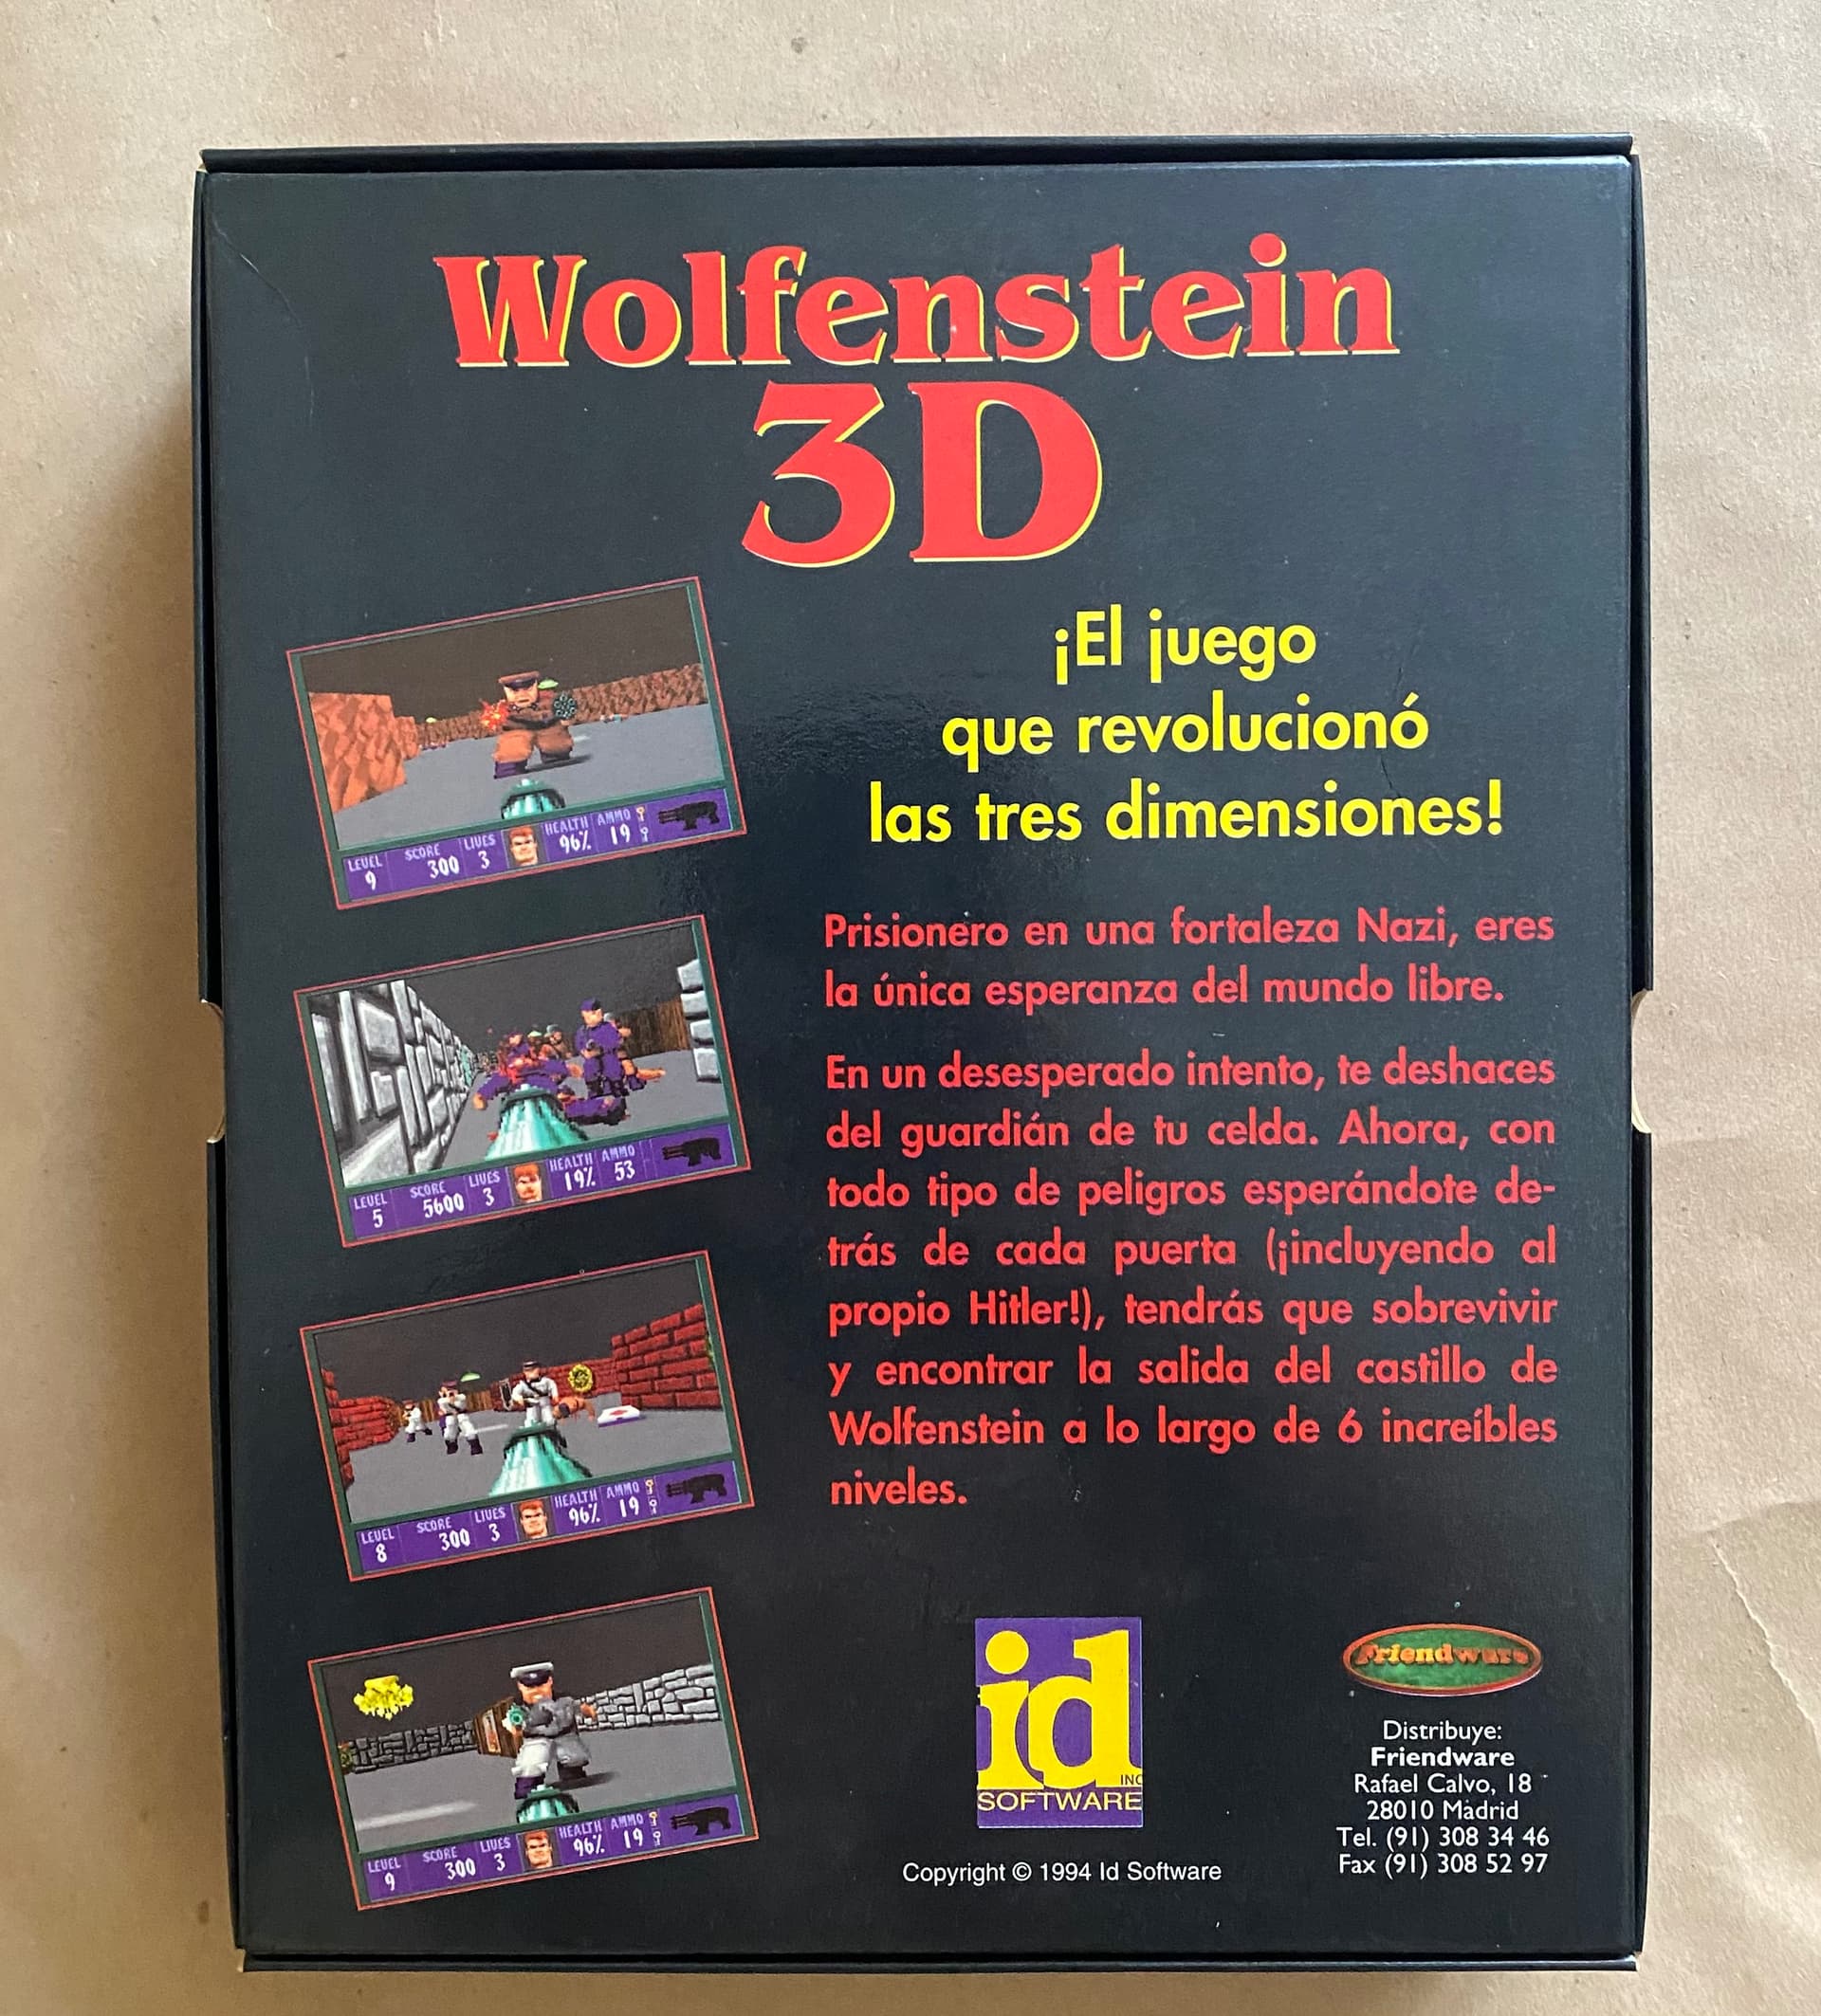 Wolfenstein
3D
¡El juego
que revolucionó
las tres dimensiones!
Prisionero en una fortaleza Nazi, eres
la única esperanza del mundo libre.
En un desesperado intento, te deshaces
del guardián de tu celda. Ahora, con
todo tipo de peligros esperándote de-
trás de cada puerta (¡incluyendo al
propio Hitler!), tendrás que sobrevivir
y encontrar la salida del castillo de
Wolfenstein a lo largo de 6 increíbles
niveles.
LEVEL SCORE LIVES HEALTH AMMO
9 300 3 96% 19
LEVEL SCORE LIVES HEALTH AMMO
5 5600 3 19% 53
LEVEL SCORE LIVES HEALTH AMMO
8 300 3 96% 19
LEVEL SCORE LIVES HEALTH AMMO
9 300 3 96% 19
id
INC
SOFTWARE
Copyright © 1994 Id Software
Friendware
Distribuye:
Friendware
Rafael Calvo, 18
28010 Madrid
Tel. (91) 308 34 46
Fax (91) 308 52 97